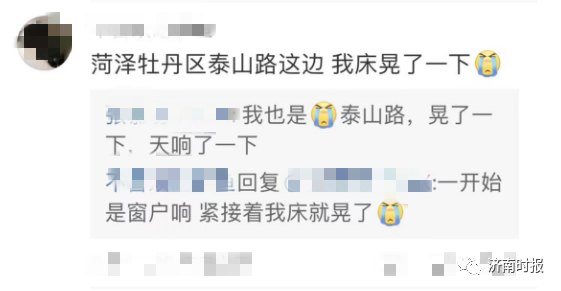 菏泽牡丹区泰山路这边 我床晃了一下😭
我也是😭泰山路，晃了一
下，天响了一下
回复 :一开始
是窗户响 紧接着我床就晃了😭
济南时报